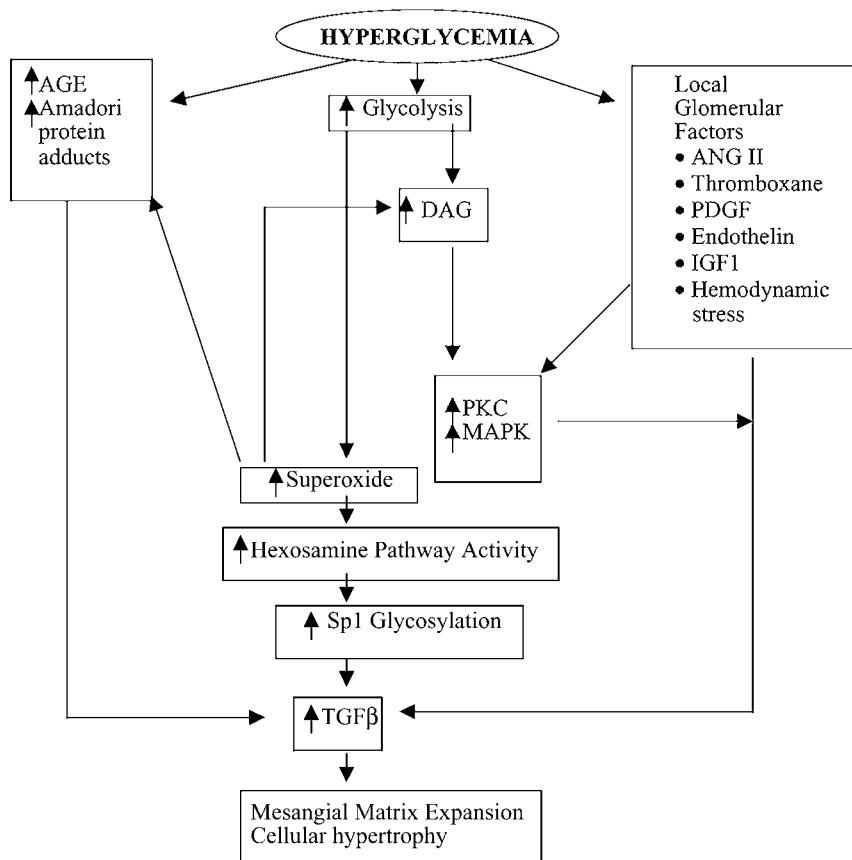 HYPERGLYCEMIA
AGE
Amadori
protein
adducts
Glycolysis
DAG
Local
Glomerular
Factors
• ANG II
• Thromboxane
• PDGF
• Endothelin
• IGF1
• Hemodynamic
stress
PKC
MAPK
Superoxide
Hexosamine Pathway Activity
Sp1 Glycosylation
TGFβ
Mesangial Matrix Expansion
Cellular hypertrophy